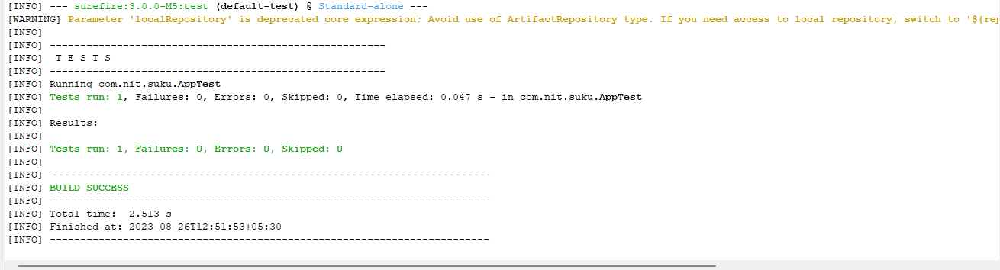 [INFO] --- surefire:3.0.0-M5:test (default-test) @ Standard-alone ---
[WARNING] Parameter 'localRepository' is deprecated core expression; Avoid use of ArtifactRepository type. If you need access to local repository, switch to '${rep
[INFO]
[INFO] -------------------------------------------------------
[INFO]  T E S T S
[INFO] -------------------------------------------------------
[INFO] Running com.nit.suku.AppTest
[INFO] Tests run: 1, Failures: 0, Errors: 0, Skipped: 0, Time elapsed: 0.047 s - in com.nit.suku.AppTest
[INFO]
[INFO] Results:
[INFO]
[INFO] Tests run: 1, Failures: 0, Errors: 0, Skipped: 0
[INFO]
[INFO] ------------------------------------------------------------------------
[INFO] BUILD SUCCESS
[INFO] ------------------------------------------------------------------------
[INFO] Total time:  2.513 s
[INFO] Finished at: 2023-08-26T12:51:53+05:30
[INFO] ------------------------------------------------------------------------